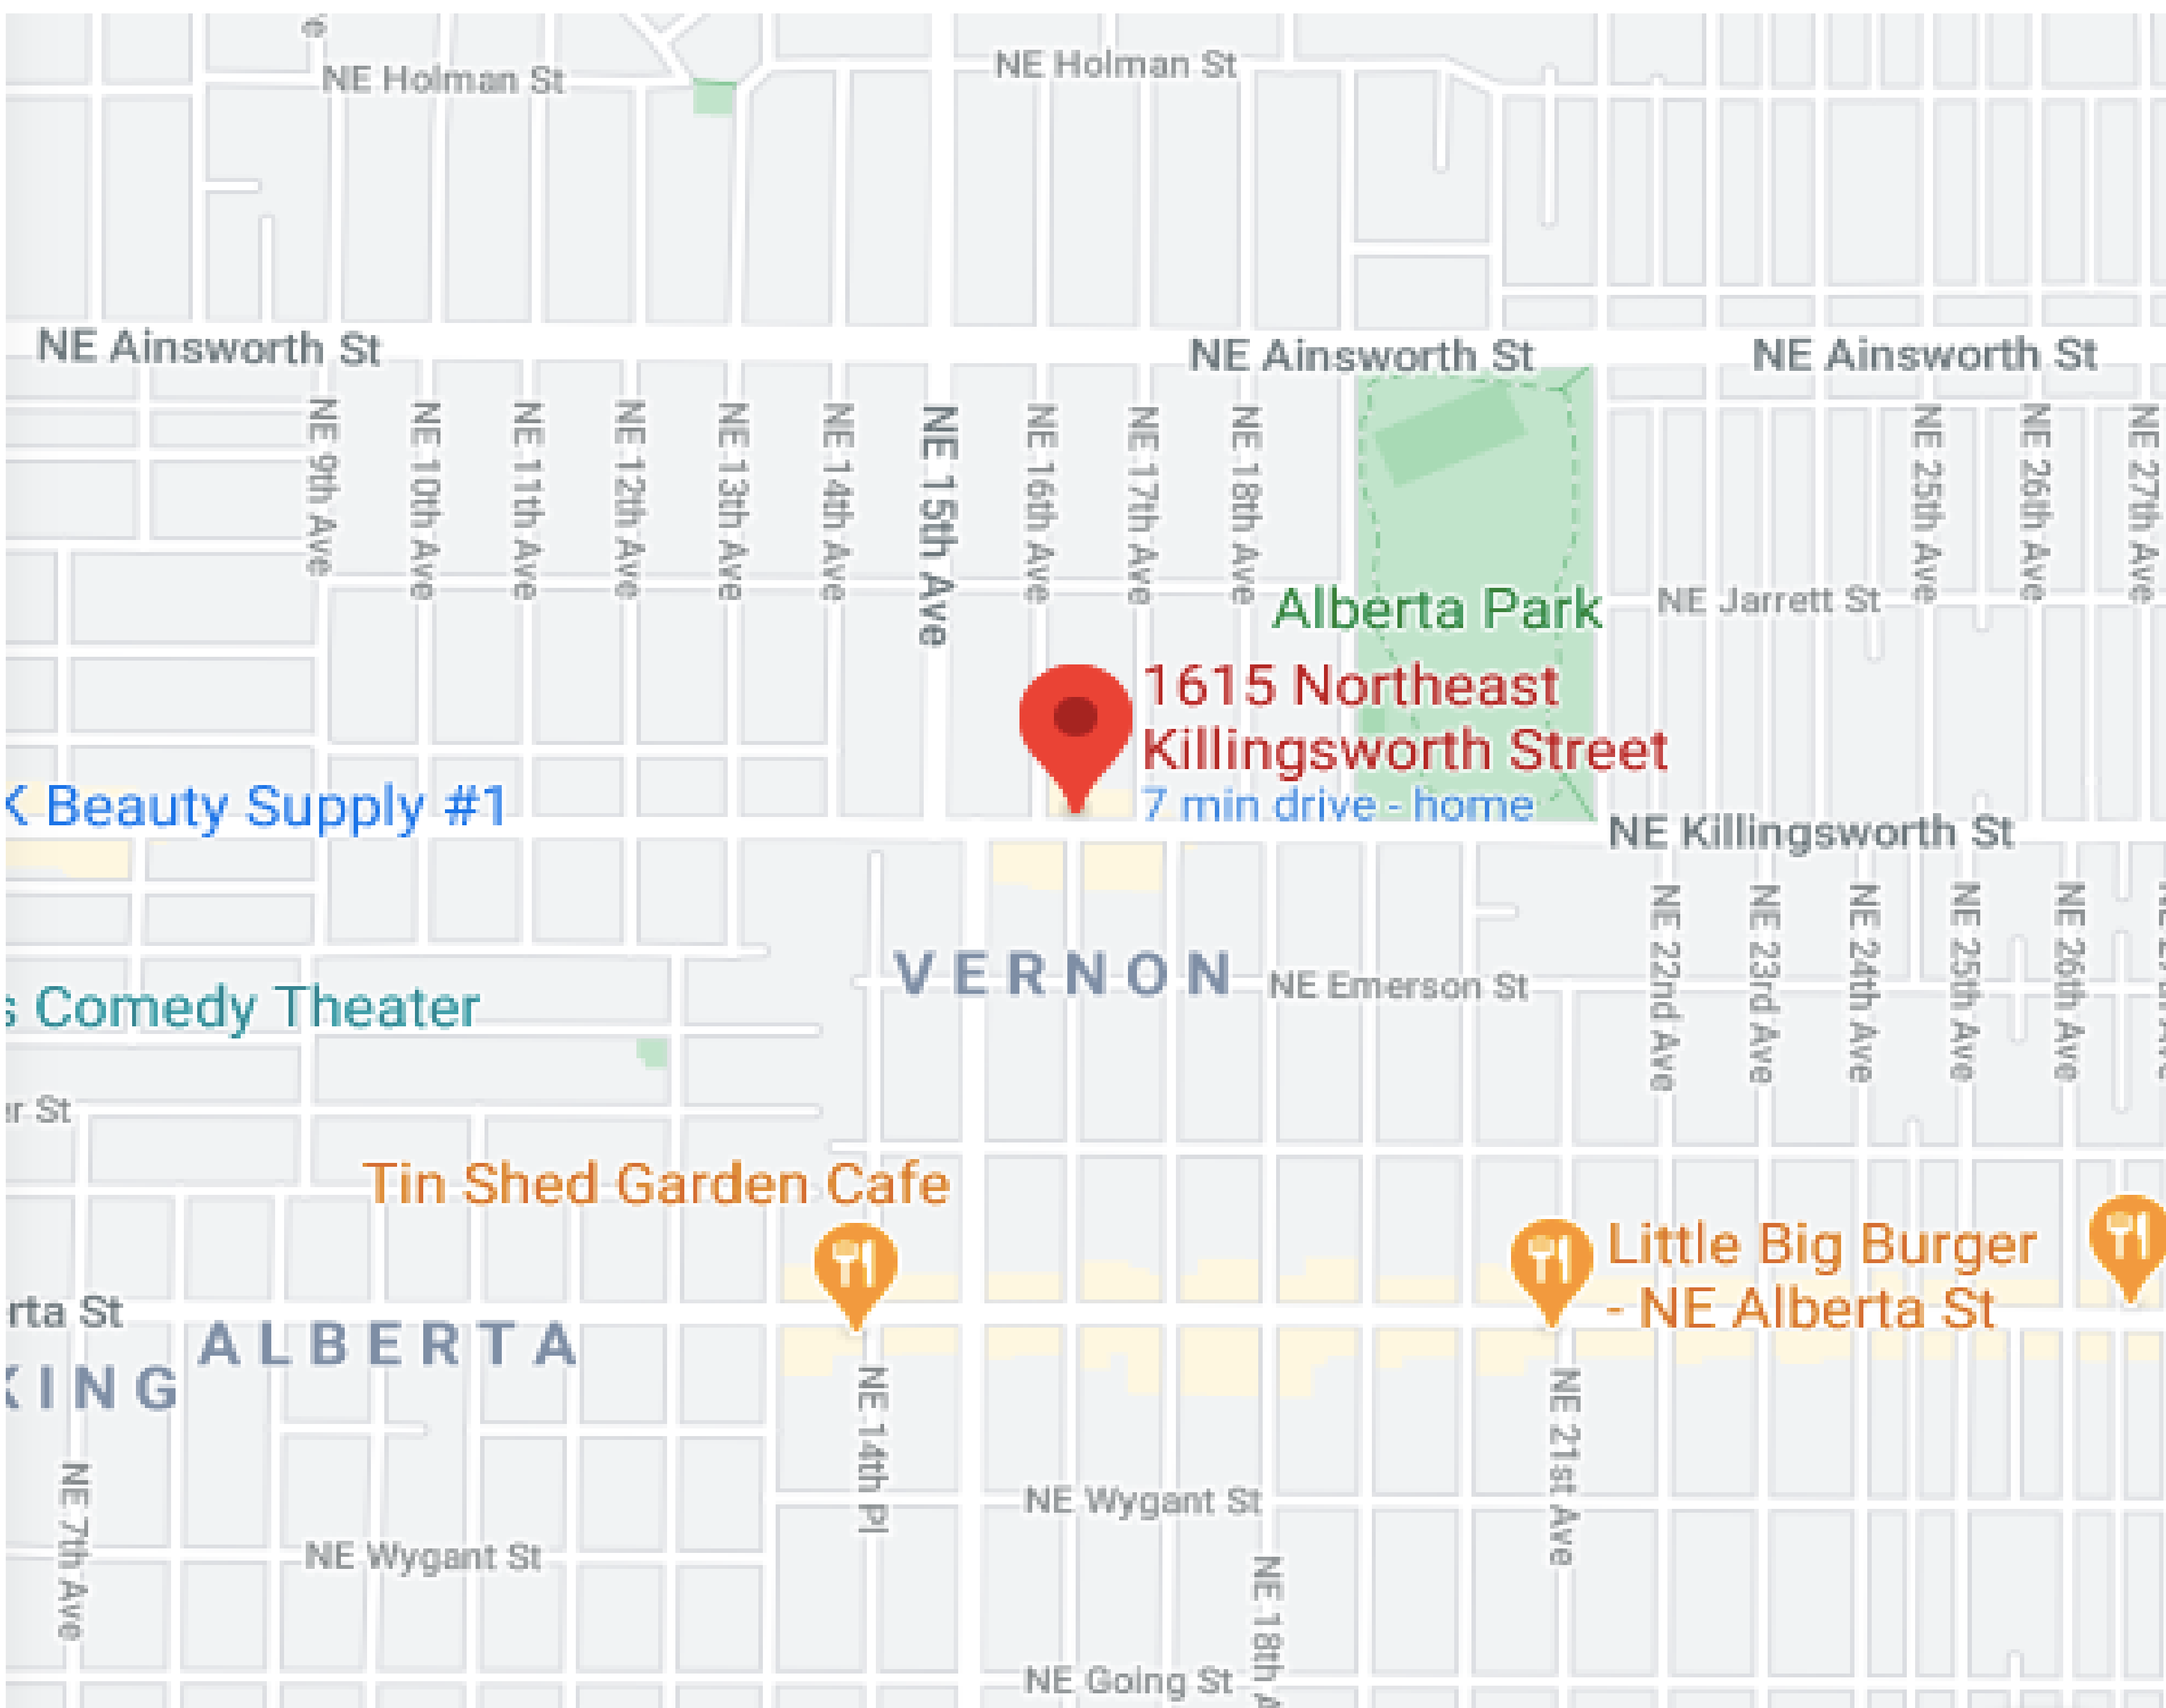 e
NE Holman St
NE Holman St
NE Ainsworth St
NE Ainsworth St
NE Ainsworth St
NE 9th Ave
NE 10th Ave
NE 11th Ave
NE 12th Ave
NE 13th Ave
NE 14th Ave
NE 15th Ave
NE 16th Ave
NE 17th Ave
NE 18th Ave
NE 25th Ave
NE 26th Ave
NE 27th Ave
Alberta Park
NE Jarrett St
1615 Northeast
Killingsworth Street
7 min drive - home
K Beauty Supply #1
NE Killingsworth St
NE 22nd Ave
NE 23rd Ave
NE 24th Ave
NE 25th Ave
NE 26th Ave
VERNON
NE Emerson St
s Comedy Theater
er St
Tin Shed Garden Cafe
Little Big Burger
- NE Alberta St
rta St
ALBERTA
KING
NE 14th Pl
NE 21st Ave
NE 7th Ave
NE Wygant St
NE Wygant St
NE 18th A
NE Going St